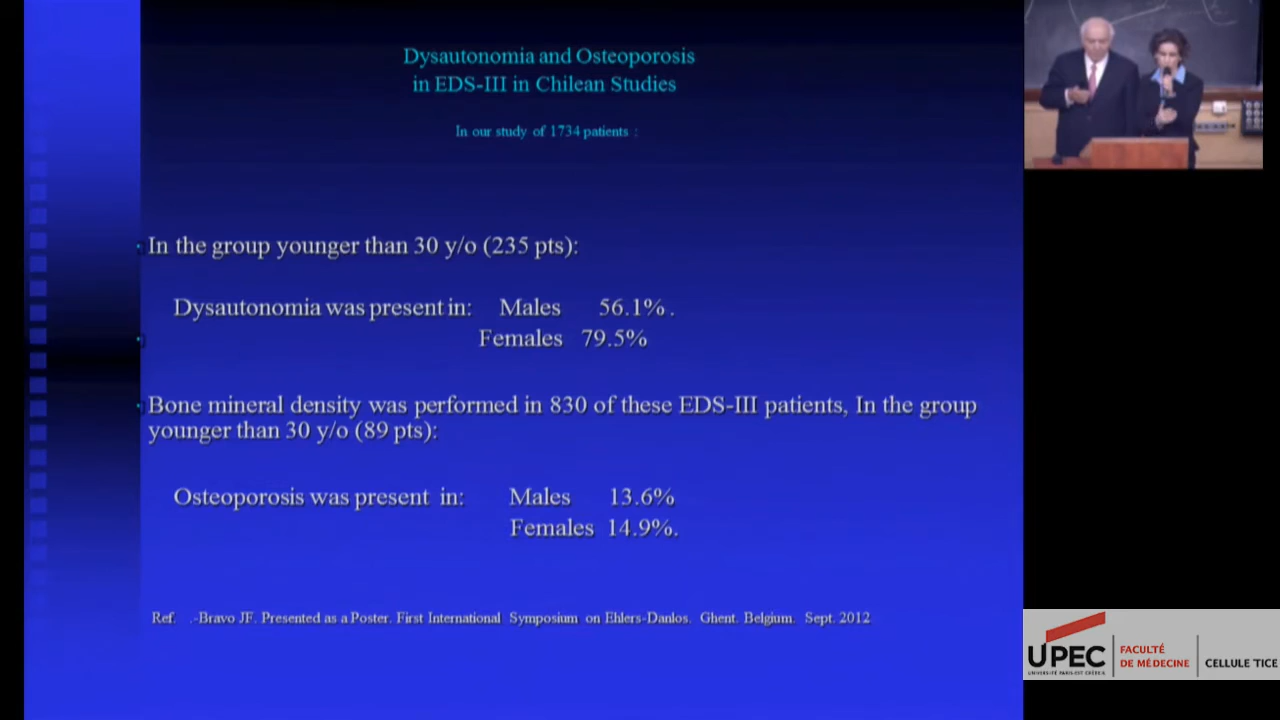 Dysautonomia and Osteoporosis
in EDS-III in Chilean Studies
In our study of 1734 patients :
In the group younger than 30 y/o (235 pts):
Dysautonomia was present in: Males 56.1%.
Females 79.5%
Bone mineral density was performed in 830 of these EDS-III patients, In the group
younger than 30 y/o (89 pts):
Osteoporosis was present in: Males 13.6%
Females 14.9%.
Ref. .-Bravo JF. Presented as a Poster. First International Symposium on Ehlers-Danlos. Ghent. Belgium. Sept. 2012
UPEC
UNIVERSITÉ PARIS-EST CRÉTEIL
FACULTÉ
DE MÉDECINE
CELLULE TICE